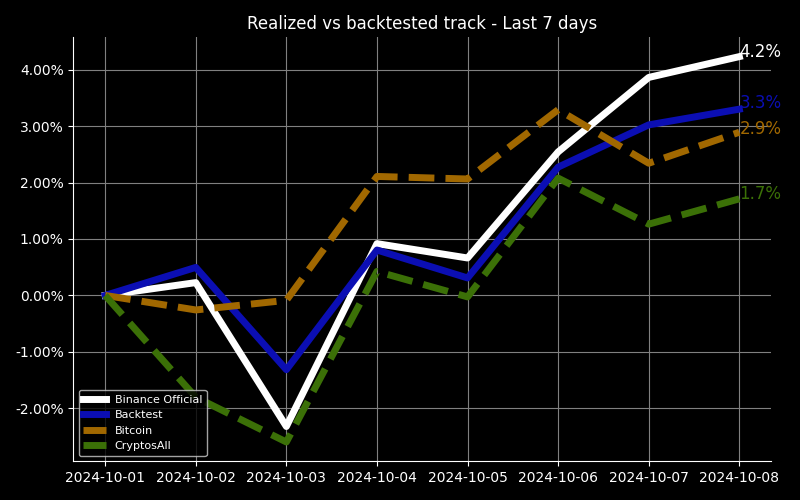 Realized vs backtested track - Last 7 days
4.00%
3.00%
2.00%
1.00%
0.00%
-1.00%
-2.00%
4.2%
3.3%
2.9%
1.7%
Binance Official
Backtest
Bitcoin
CryptosAll
2024-10-01 2024-10-02 2024-10-03 2024-10-04 2024-10-05 2024-10-06 2024-10-07 2024-10-08